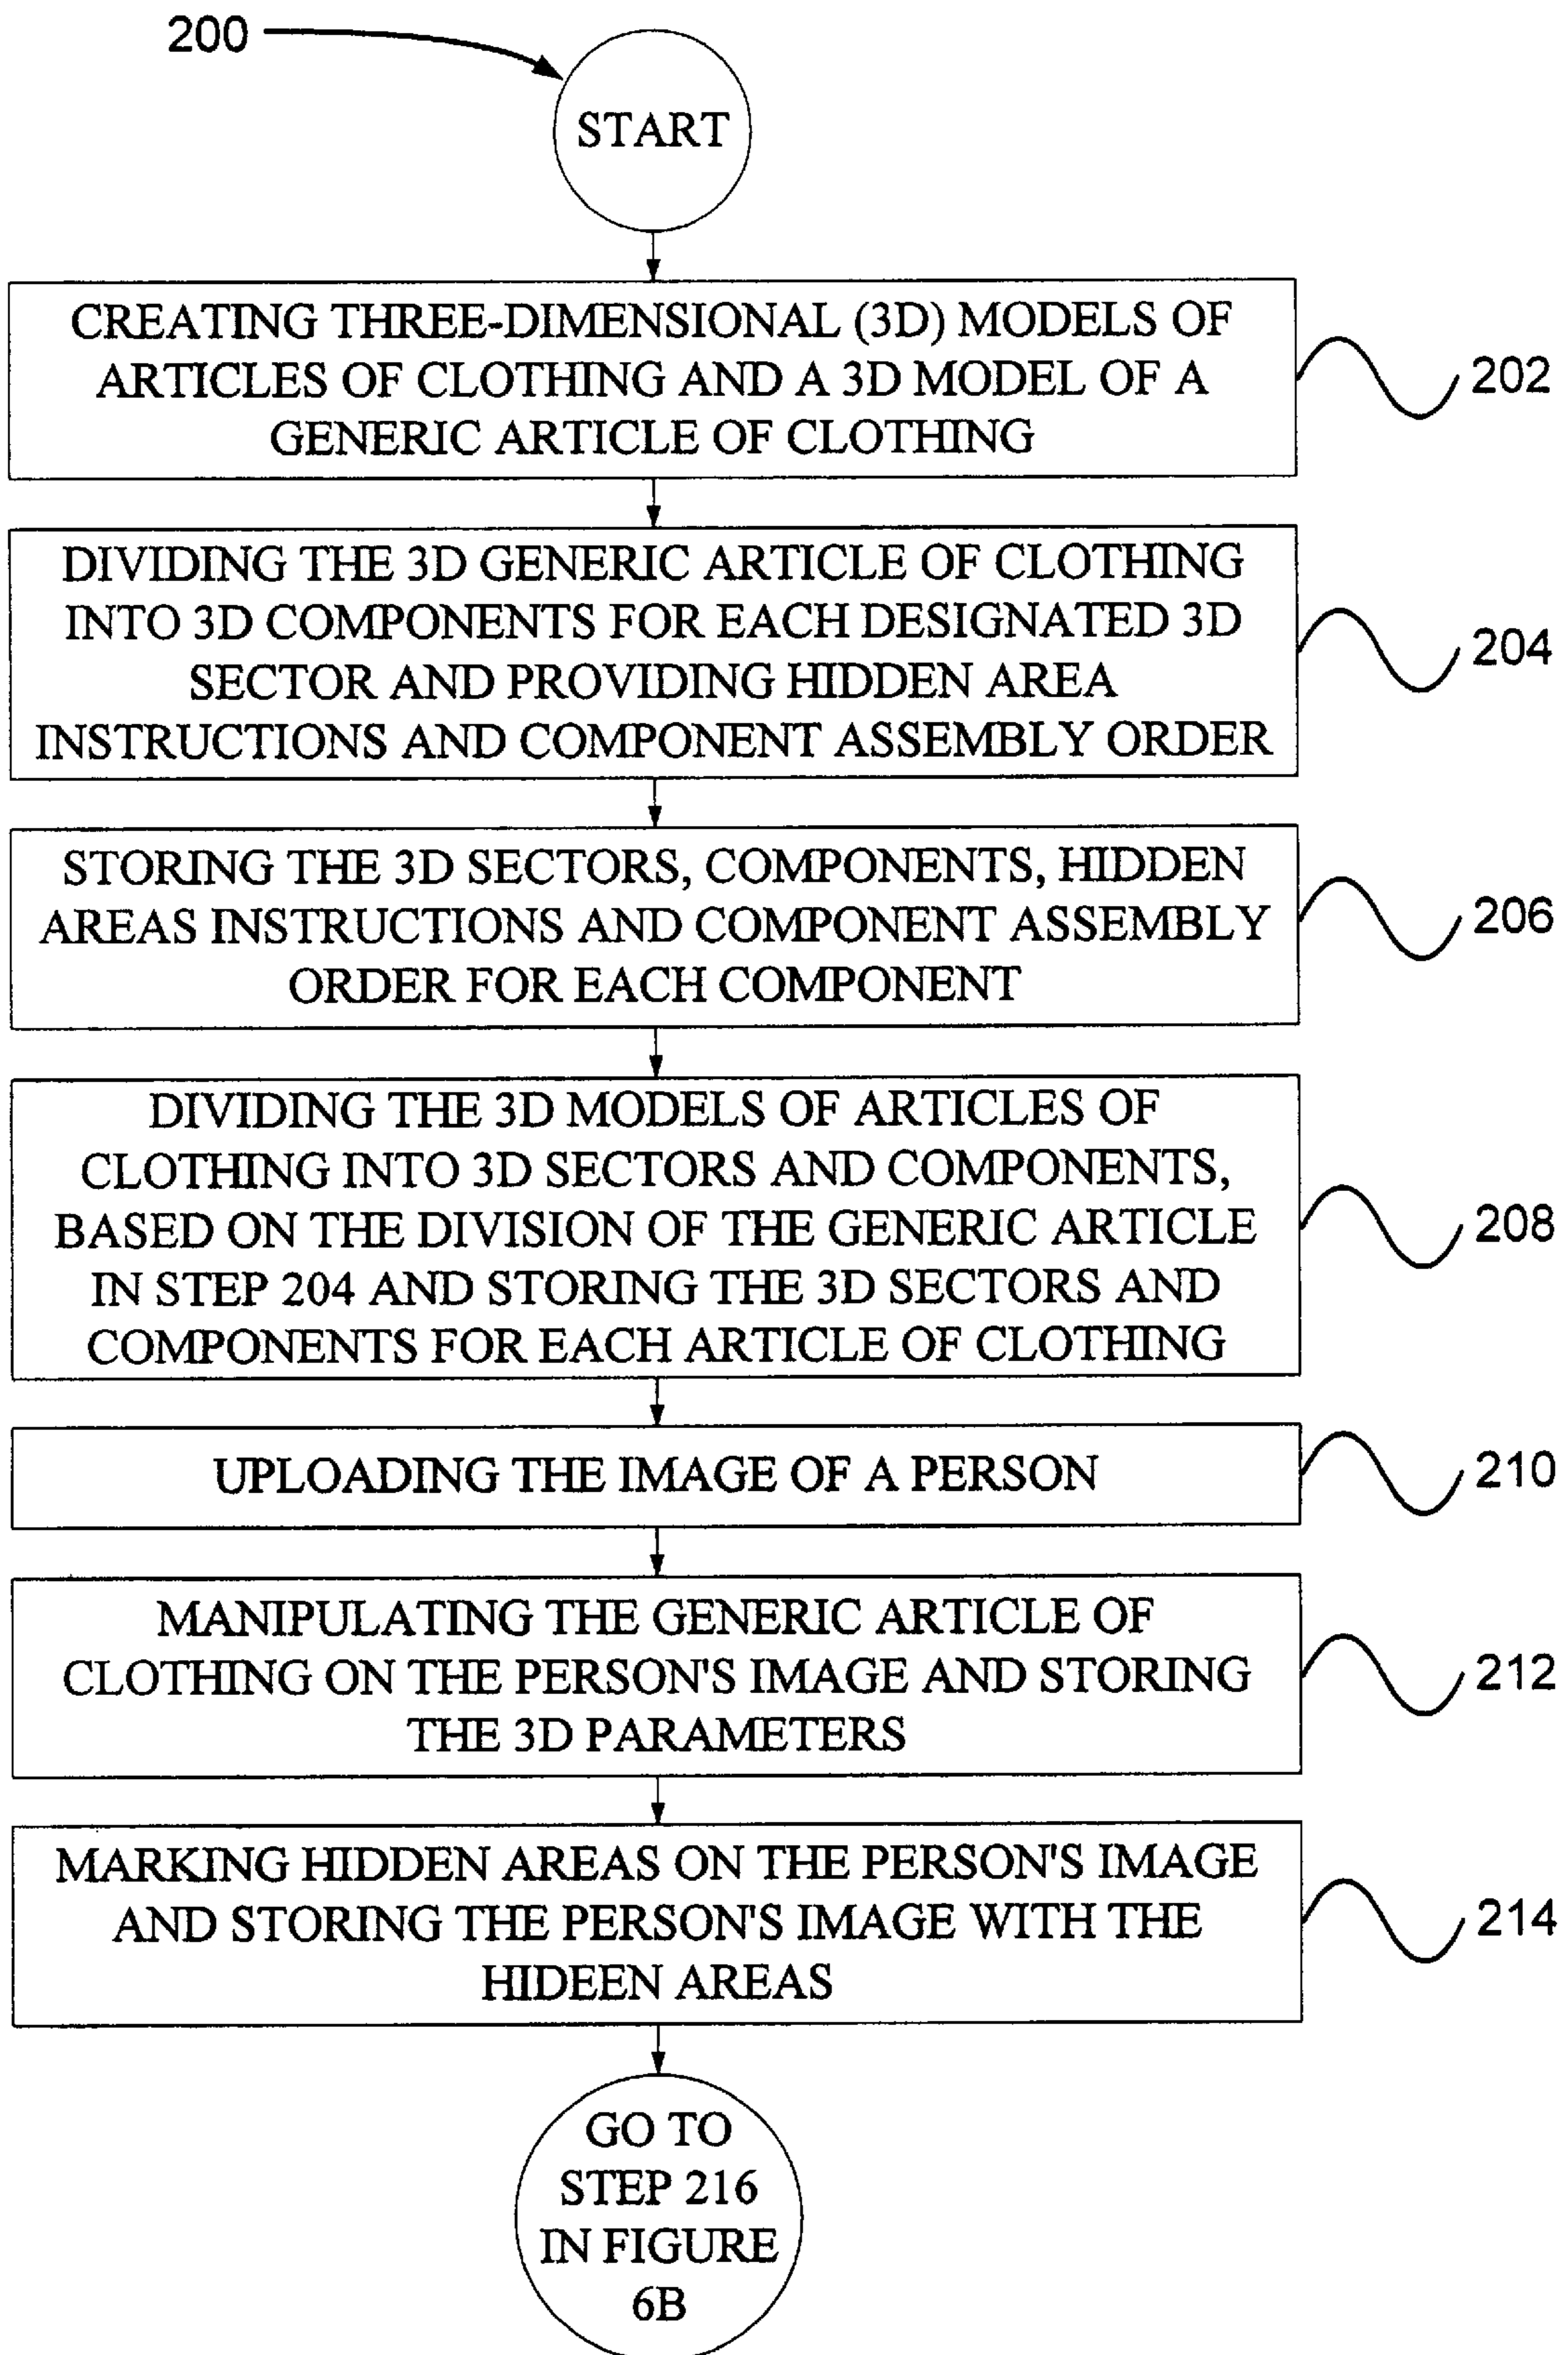 200
START
CREATING THREE-DIMENSIONAL (3D) MODELS OF
ARTICLES OF CLOTHING AND A 3D MODEL OF A
GENERIC ARTICLE OF CLOTHING
202
DIVIDING THE 3D GENERIC ARTICLE OF CLOTHING
INTO 3D COMPONENTS FOR EACH DESIGNATED 3D
SECTOR AND PROVIDING HIDDEN AREA
INSTRUCTIONS AND COMPONENT ASSEMBLY ORDER
204
STORING THE 3D SECTORS, COMPONENTS, HIDDEN
AREAS INSTRUCTIONS AND COMPONENT ASSEMBLY
ORDER FOR EACH COMPONENT
206
DIVIDING THE 3D MODELS OF ARTICLES OF
CLOTHING INTO 3D SECTORS AND COMPONENTS,
BASED ON THE DIVISION OF THE GENERIC ARTICLE
IN STEP 204 AND STORING THE 3D SECTORS AND
COMPONENTS FOR EACH ARTICLE OF CLOTHING
208
UPLOADING THE IMAGE OF A PERSON
210
MANIPULATING THE GENERIC ARTICLE OF
CLOTHING ON THE PERSON'S IMAGE AND STORING
THE 3D PARAMETERS
212
MARKING HIDDEN AREAS ON THE PERSON'S IMAGE
AND STORING THE PERSON'S IMAGE WITH THE
HIDEEN AREAS
214
GO TO
STEP 216
IN FIGURE
6B